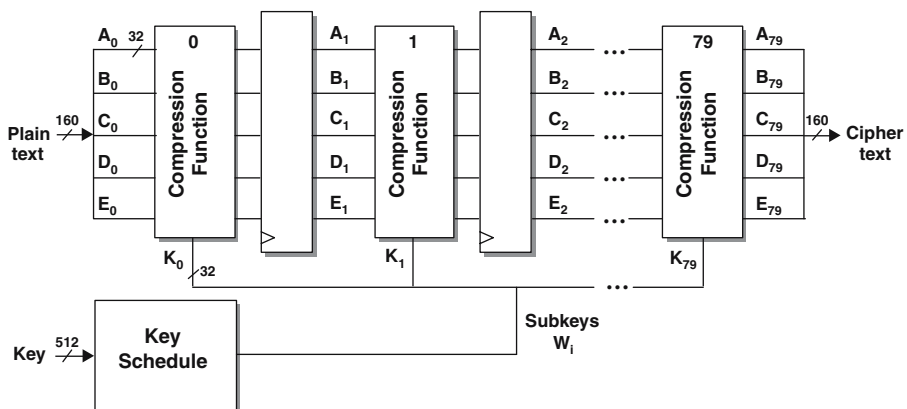 A₀ 32 0 A₁ 1 A₂ ... 79 A₇₉
B₀ B₁ B₂ ... B₇₉
Plain text 160 C₀ Compression Function C₁ Compression Function C₂ ... Compression Function C₇₉ 160 Cipher text
D₀ D₁ D₂ ... D₇₉
E₀ E₁ E₂ ... E₇₉
K₀ 32 K₁ K₇₉
...
Key 512 Key Schedule
Subkeys
Wᵢ